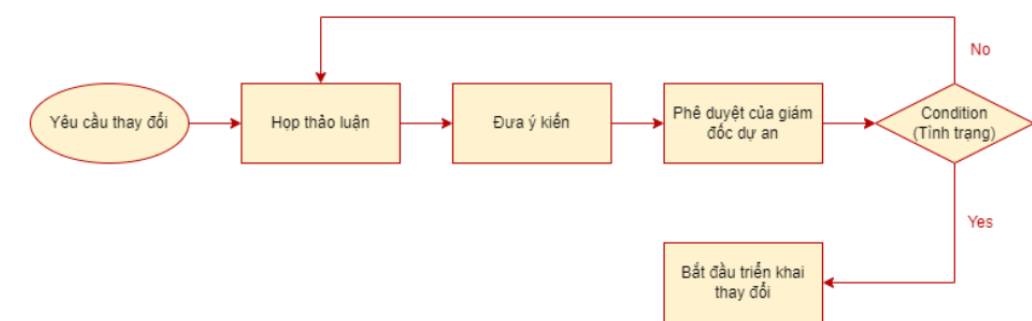 No
Yêu cầu thay đổi
Họp thảo luận
Đưa ý kiến
Phê duyệt của giám
đốc dự an
Condition
(Tình trạng)
Yes
Bắt đầu triển khai
thay đổi